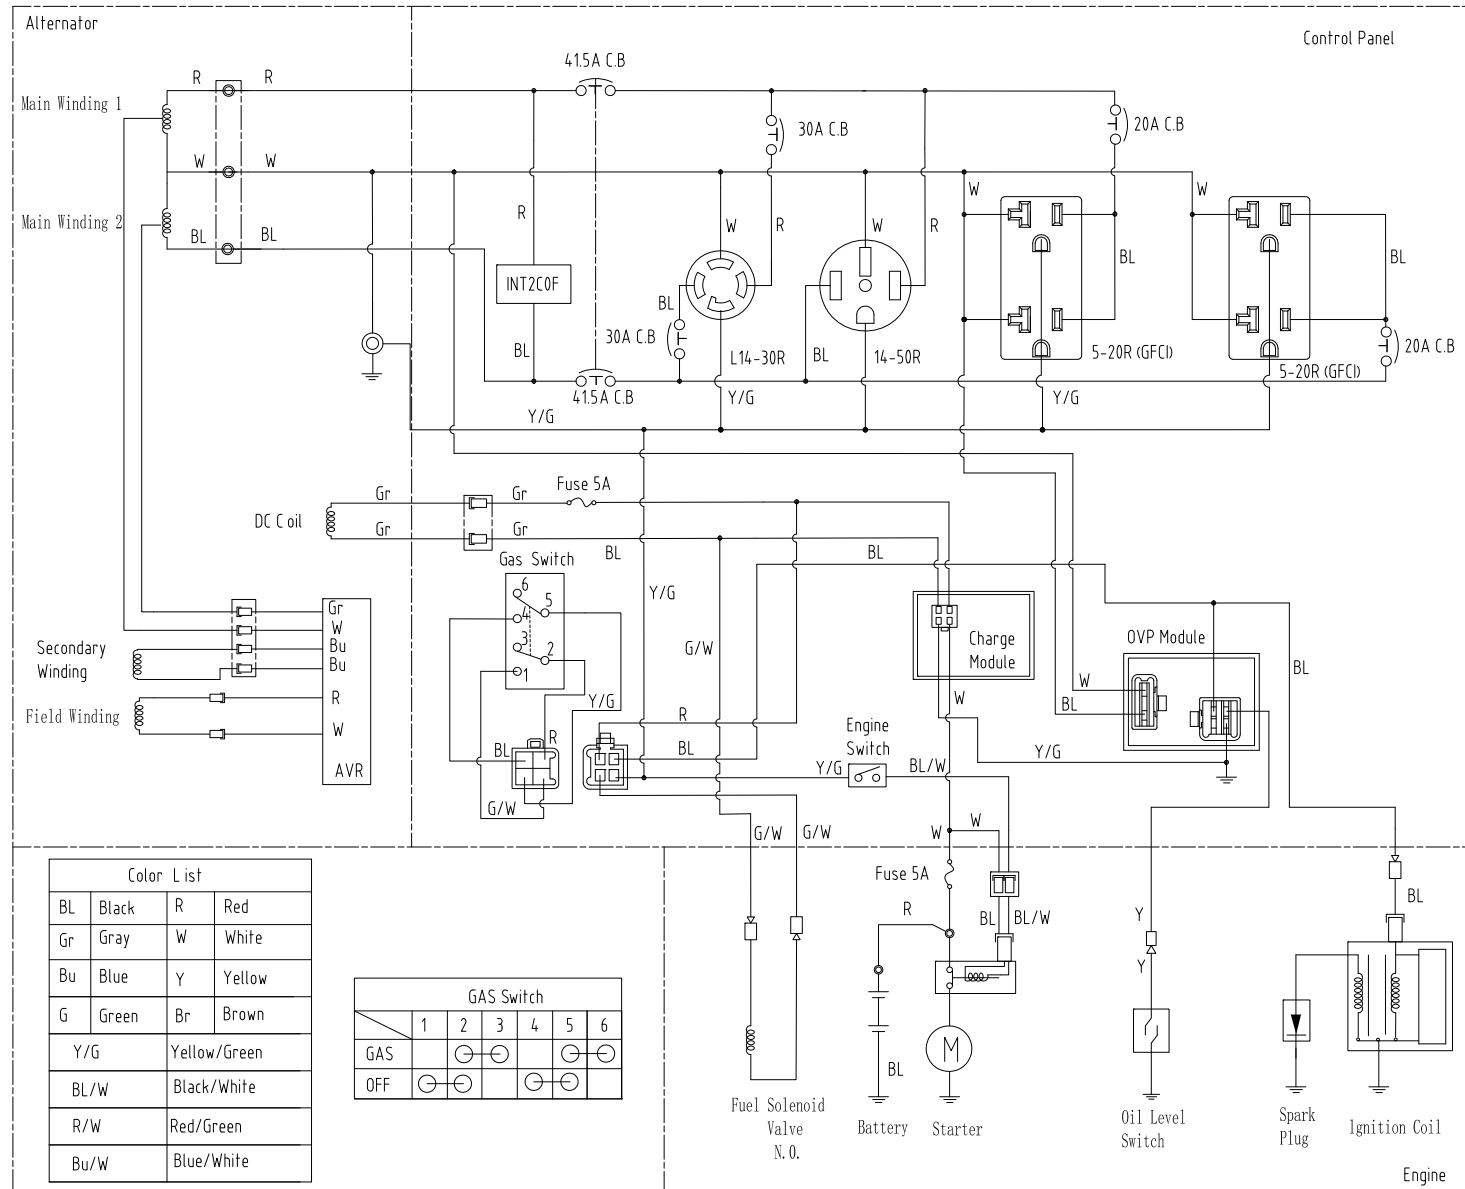 Alternator
Control Panel
41.5A C.B
R
R
Main Winding 1
30A C.B
20A C.B
W
W
W
W
Main Winding 2
R
W
R
W
R
BL
BL
BL
BL
INT2C0F
BL
30A C.B
BL
L14-30R
BL
14-50R
5-20R (GFCI)
20A C.B
5-20R (GFCI)
41.5A C.B
Y/G
Y/G
Y/G
Gr
Gr
Fuse 5A
DC Coil
Gr
Gr
BL
BL
Gas Switch
6
5
4
3
2
1
Y/G
Gr
W
Bu
Bu
R
W
AVR
Secondary
Winding
Field Winding
G/W
Charge
Module
OVP Module
W
BL
BL
W
Y/G
R
BL
R
BL
Engine
Switch
Y/G
Y/G
BL/W
G/W
G/W
G/W
W
W
Fuse 5A
R
BL
BL/W
Y
Y
BL
BL
Color List
BL Black R Red
Gr Gray W White
Bu Blue Y Yellow
G Green Br Brown
Y/G Yellow/Green
BL/W Black/White
R/W Red/Green
Bu/W Blue/White
GAS Switch
1 2 3 4 5 6
GAS
OFF
M
Fuel Solenoid
Valve
N.O.
Battery
Starter
Oil Level
Switch
Spark
Plug
Ignition Coil
Engine